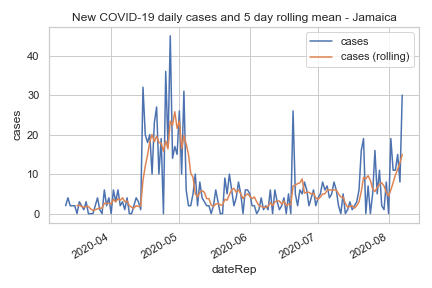 New COVID-19 daily cases and 5 day rolling mean - Jamaica
cases
cases (rolling)
40
30
20
10
0
cases
2020-04
2020-05
2020-06
2020-07
2020-08
dateRep